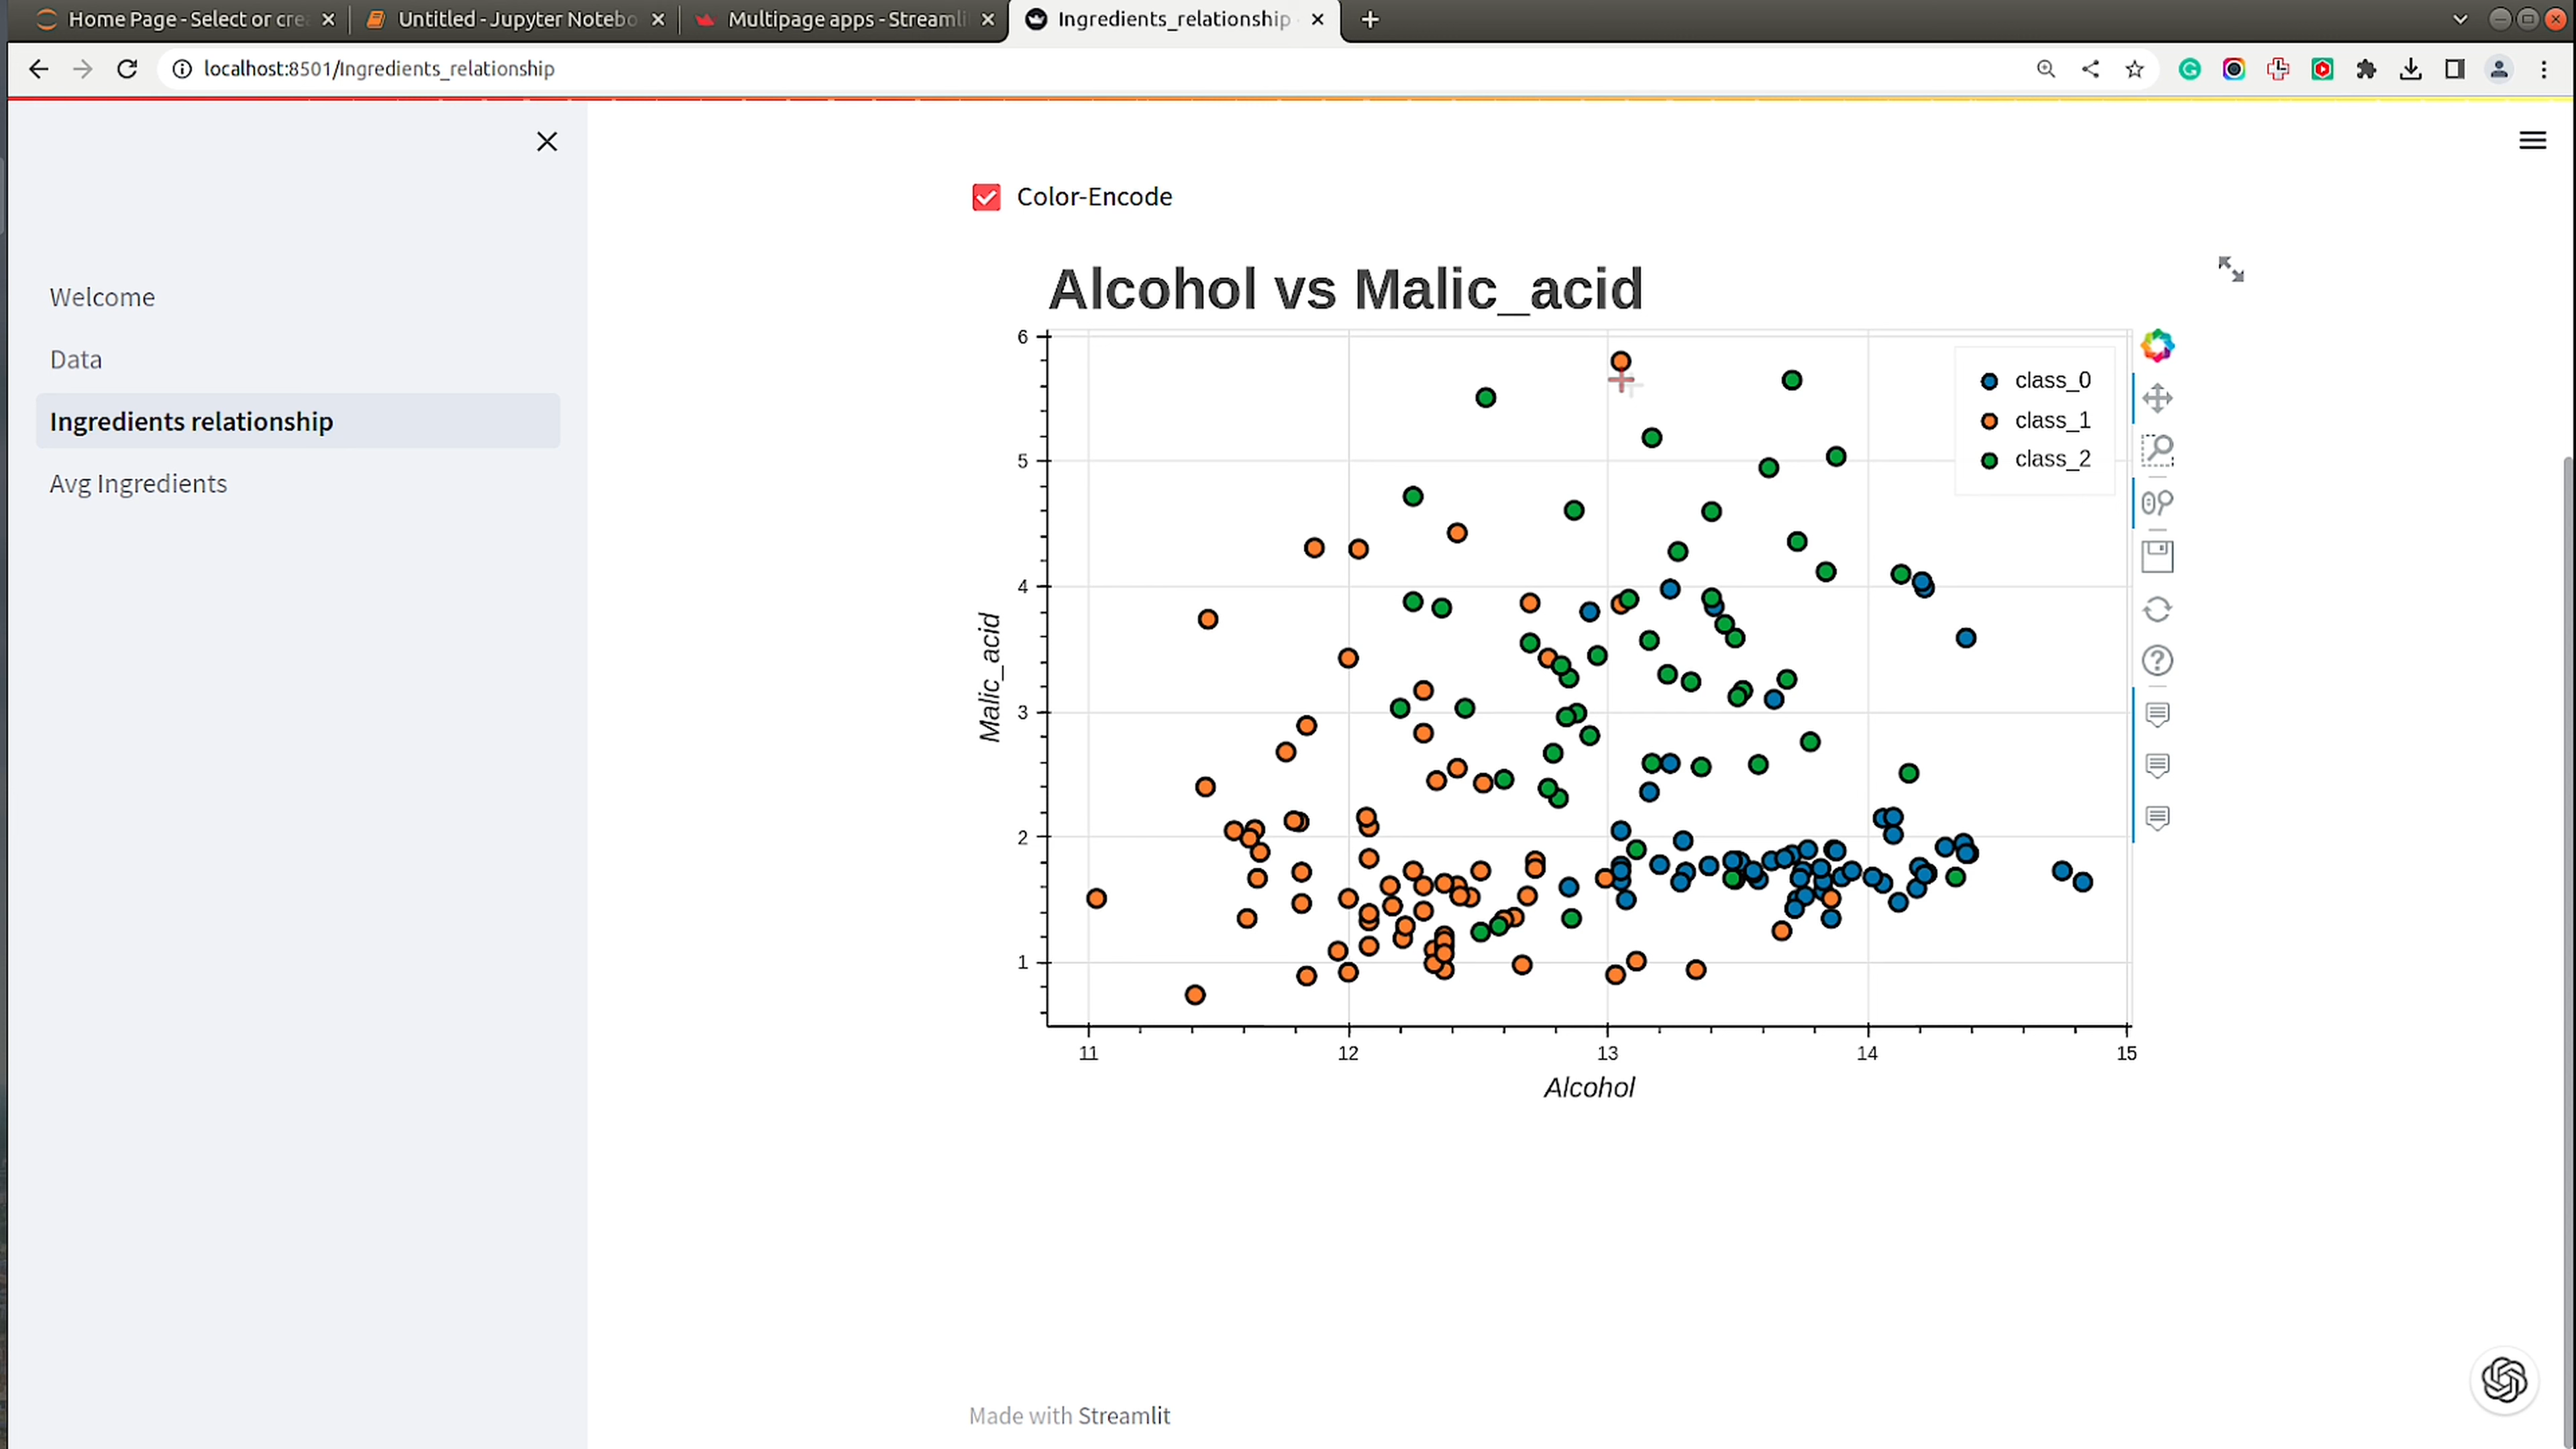 Home Page - Select or cre
Untitled - Jupyter Notebo
Multipage apps - Streamli
Ingredients_relationship
localhost:8501/Ingredients_relationship
Welcome
Data
Ingredients relationship
Avg Ingredients
Color-Encode
Alcohol vs Malic_acid
class_0
class_1
class_2
6
5
4
3
2
1
Malic_acid
11 12 13 14 15
Alcohol
Made with Streamlit